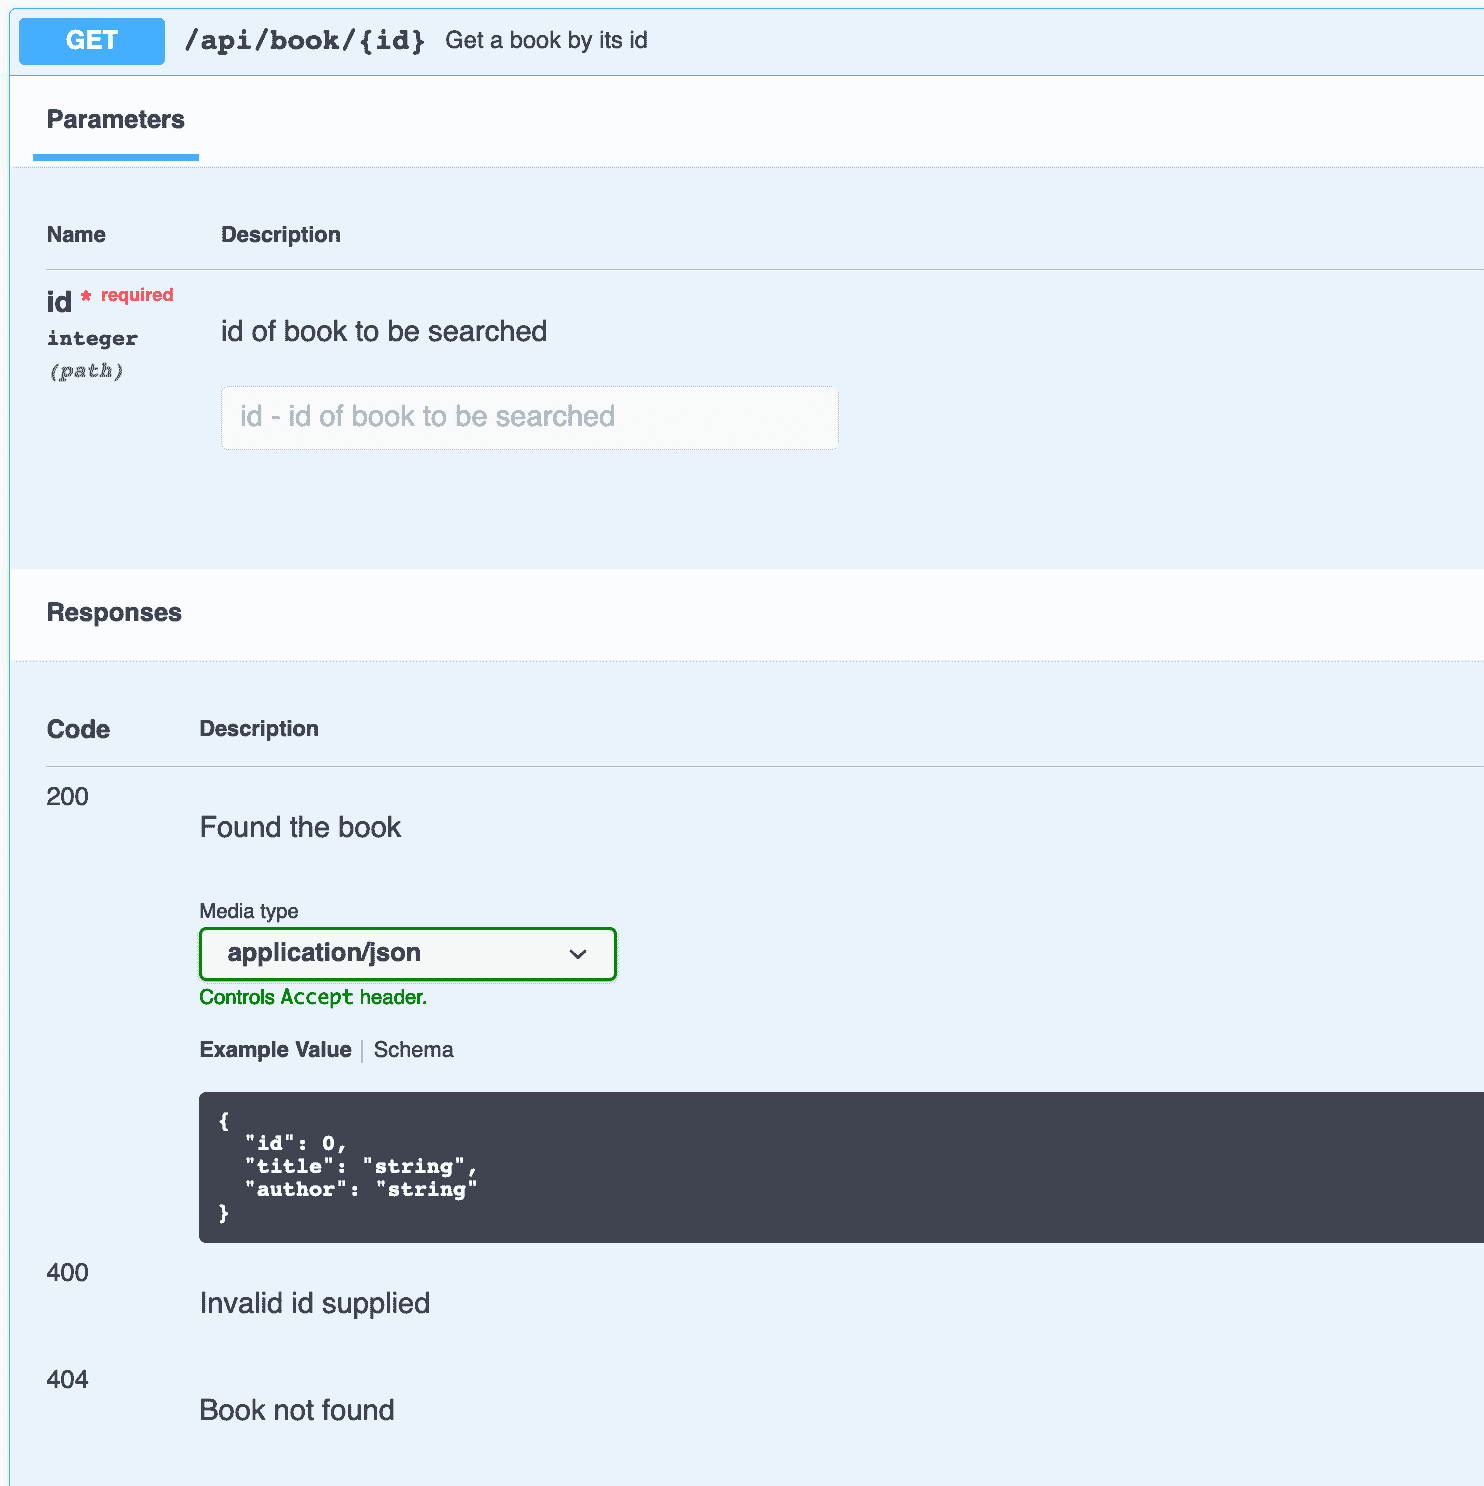 GET /api/book/{id} Get a book by its id
Parameters
Name Description
id * required
integer
(path)
id of book to be searched
id - id of book to be searched
Responses
Code Description
200
Found the book
Media type
application/json
Controls Accept header.
Example Value Schema
{
  "id": 0,
  "title": "string",
  "author": "string"
}
400
Invalid id supplied
404
Book not found